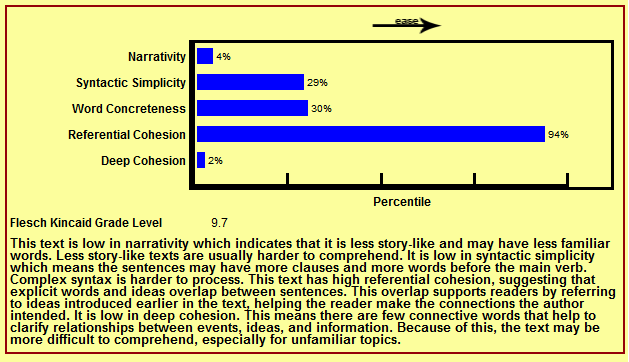 ease
Narrativity 4%
Syntactic Simplicity 29%
Word Concreteness 30%
Referential Cohesion 94%
Deep Cohesion 2%
Percentile
Flesch Kincaid Grade Level 9.7
This text is low in narrativity which indicates that it is less story-like and may have less familiar
words. Less story-like texts are usually harder to comprehend. It is low in syntactic simplicity
which means the sentences may have more clauses and more words before the main verb.
Complex syntax is harder to process. This text has high referential cohesion, suggesting that
explicit words and ideas overlap between sentences. This overlap supports readers by referring
to ideas introduced earlier in the text, helping the reader make the connections the author
intended. It is low in deep cohesion. This means there are few connective words that help to
clarify relationships between events, ideas, and information. Because of this, the text may be
more difficult to comprehend, especially for unfamiliar topics.